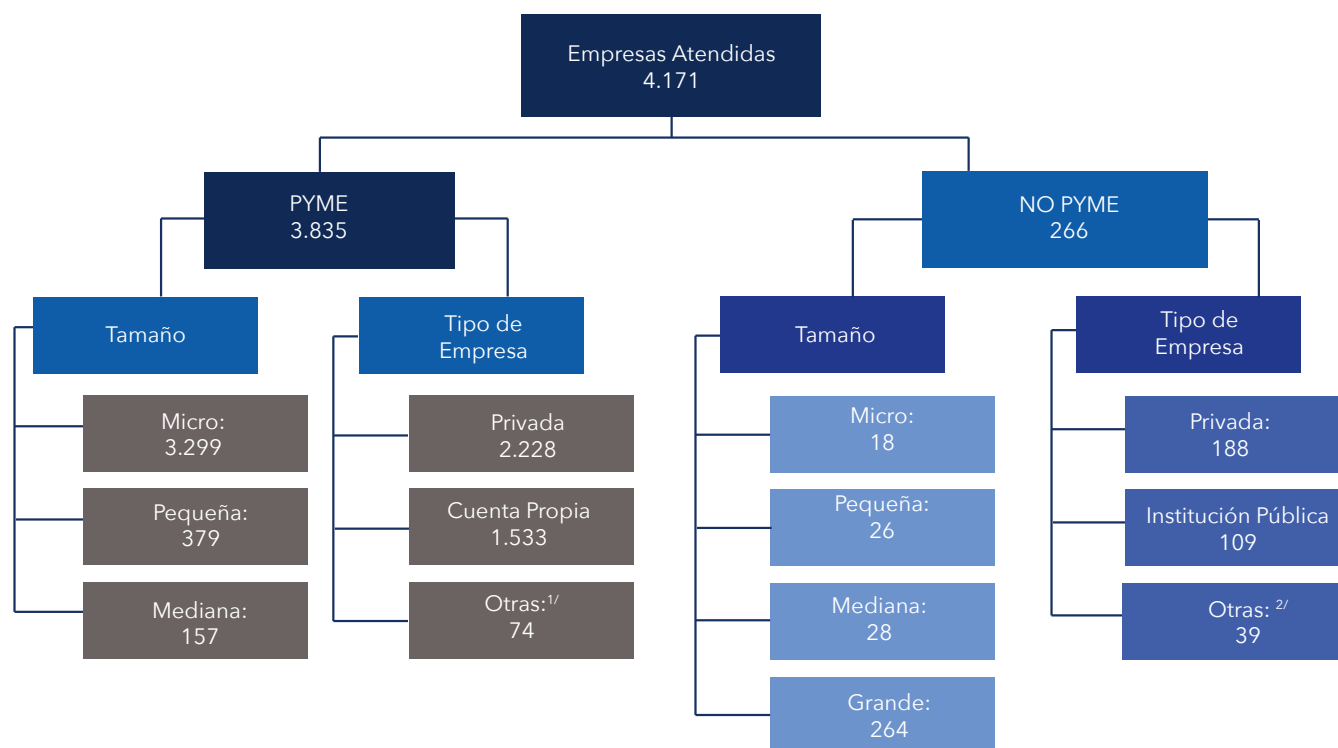 Empresas Atendidas
4.171
PYME
3.835
NO PYME
266
Tamaño
Micro:
3.299
Pequeña:
379
Mediana:
157
Tipo de
Empresa
Privada
2.228
Cuenta Propia
1.533
Otras:1/
74
Tamaño
Micro:
18
Pequeña:
26
Mediana:
28
Grande:
264
Tipo de
Empresa
Privada:
188
Institución Pública
109
Otras: 2/
39